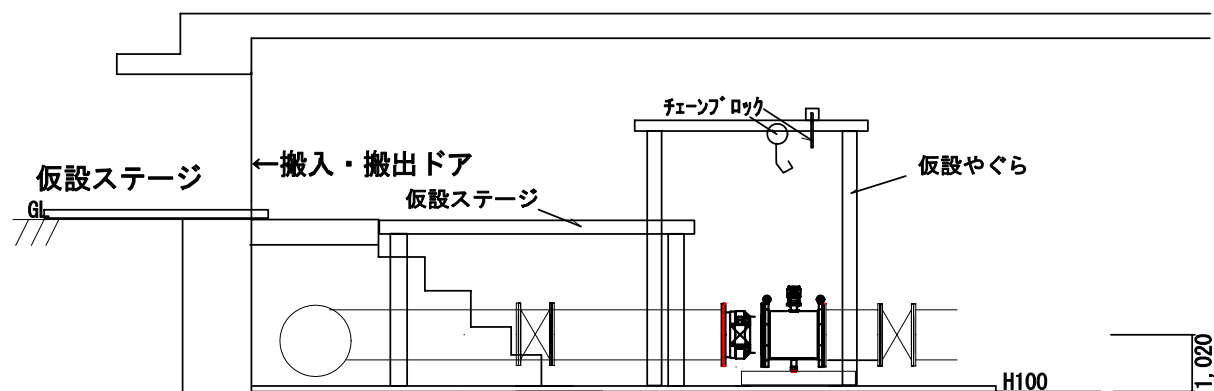 チェーンブロック
←搬入・搬出ドア
仮設ステージ
仮設やぐら
仮設ステージ
GL
H100
1,020